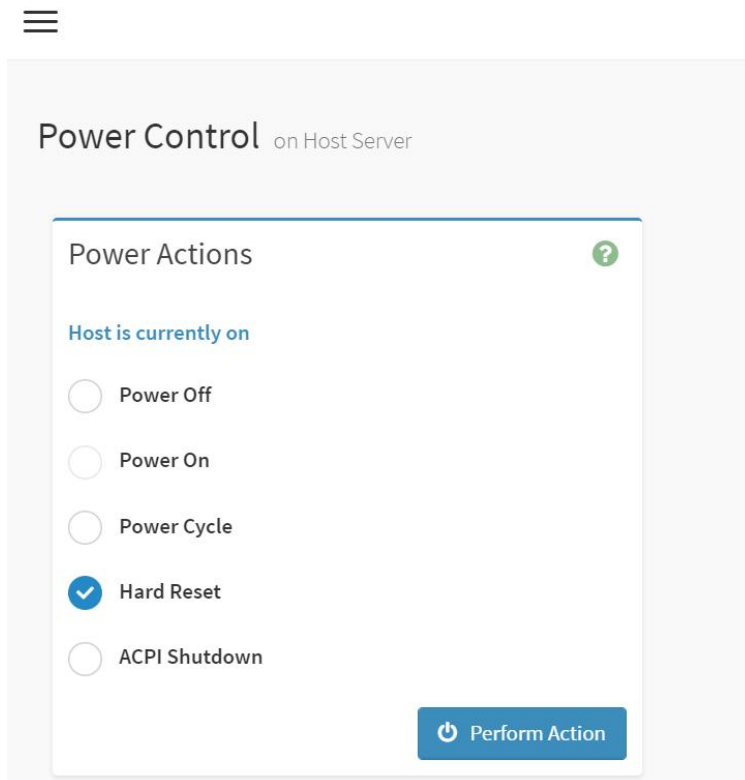 Power Control on Host Server
Power Actions
Host is currently on
Power Off
Power On
Power Cycle
Hard Reset
ACPI Shutdown
Perform Action